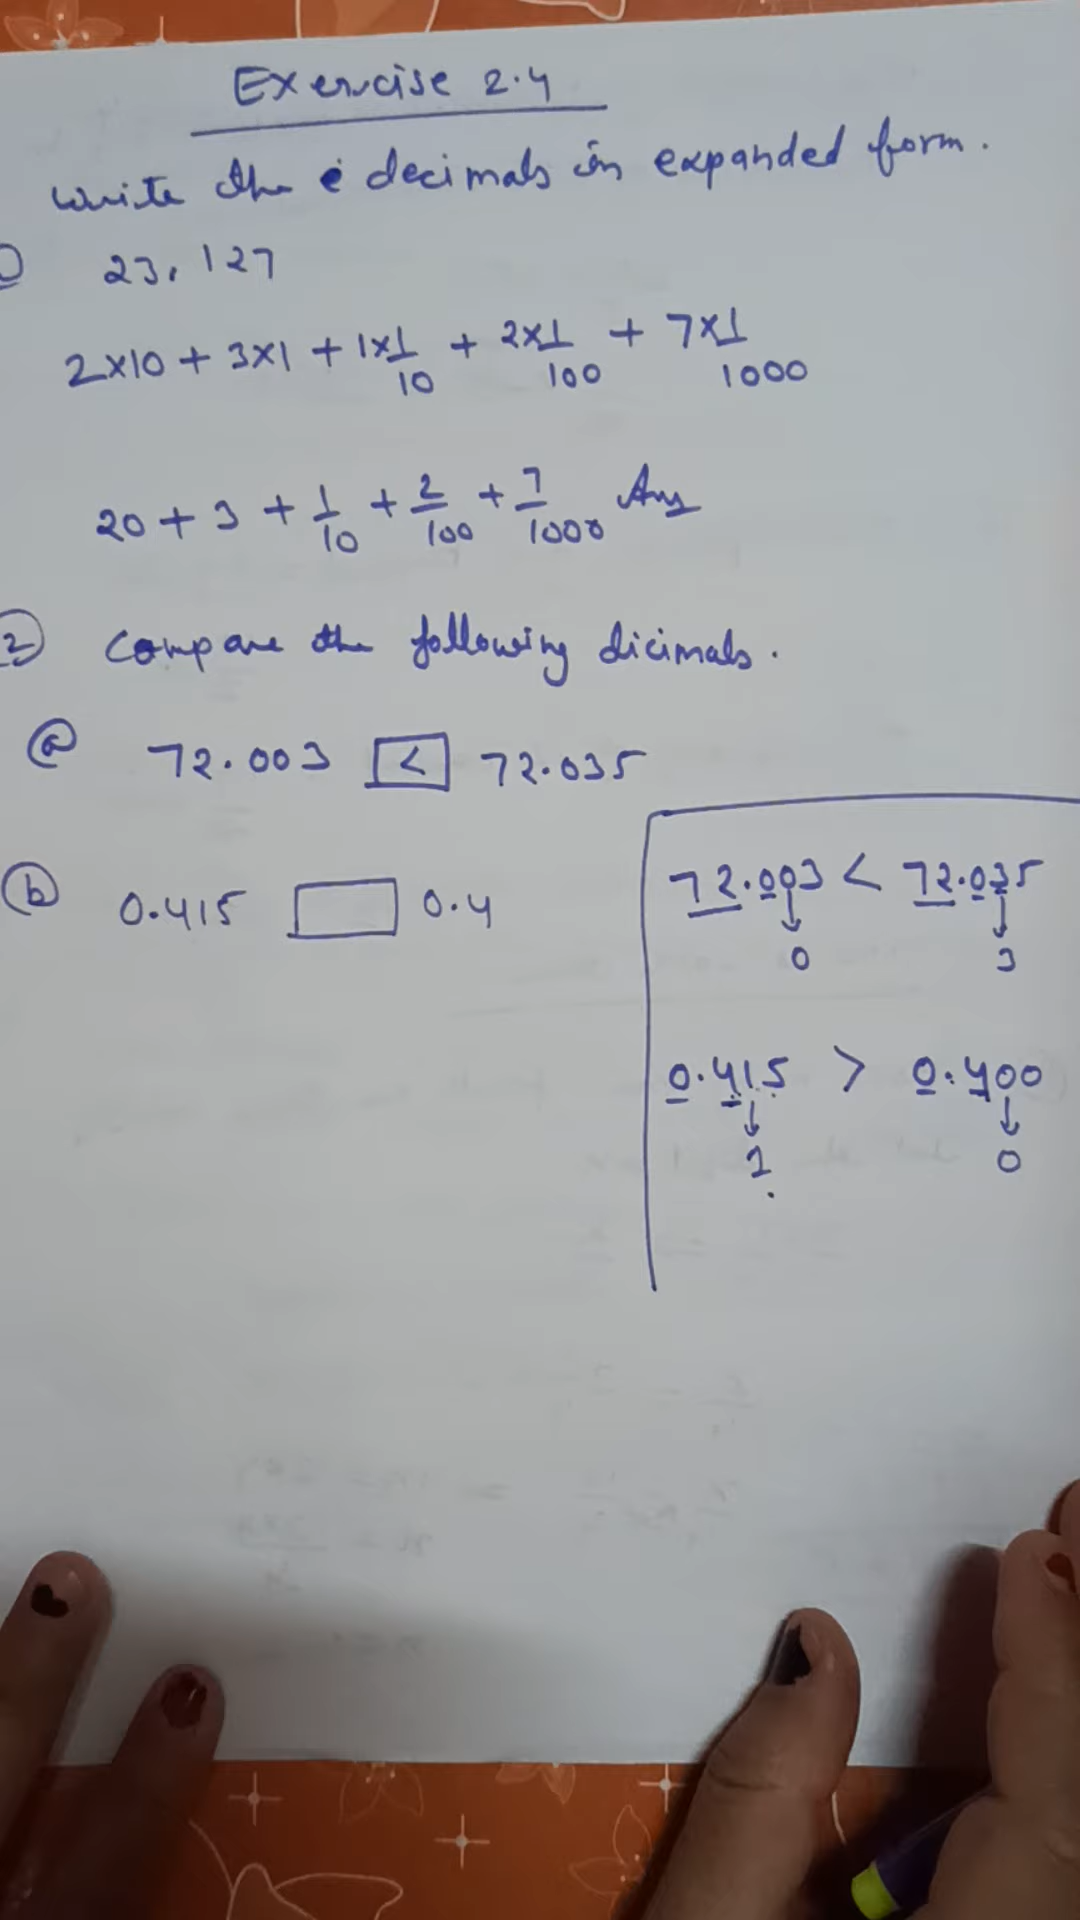 Exercise 2.4
Write the decimals in expanded form.
23.127
2×10 + 3×1 + 1×1/10 + 2×1/100 + 7×1/1000
20 + 3 + 1/10 + 2/100 + 7/1000 Ans
2) Compare the following dicimals.
(a) 72.003 < 72.035
(b) 0.415 0.4
72.003 < 72.035
0 3
0.415 > 0.400
1 0